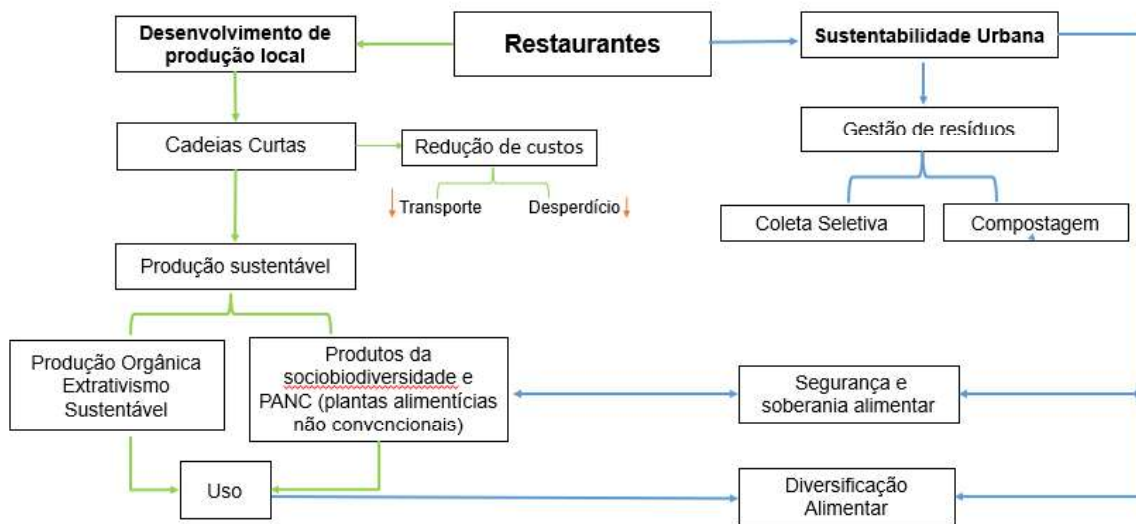 Desenvolvimento de
produção local
Restaurantes
Sustentabilidade Urbana
Cadeias Curtas
Redução de custos
Gestão de resíduos
Transporte
Desperdício
Coleta Seletiva
Compostagem
Produção sustentável
Produção Orgânica
Extrativismo
Sustentável
Produtos da
sociobiodiversidade e
PANC (plantas alimentícias
não convencionais)
Segurança e
soberania alimentar
Uso
Diversificação
Alimentar